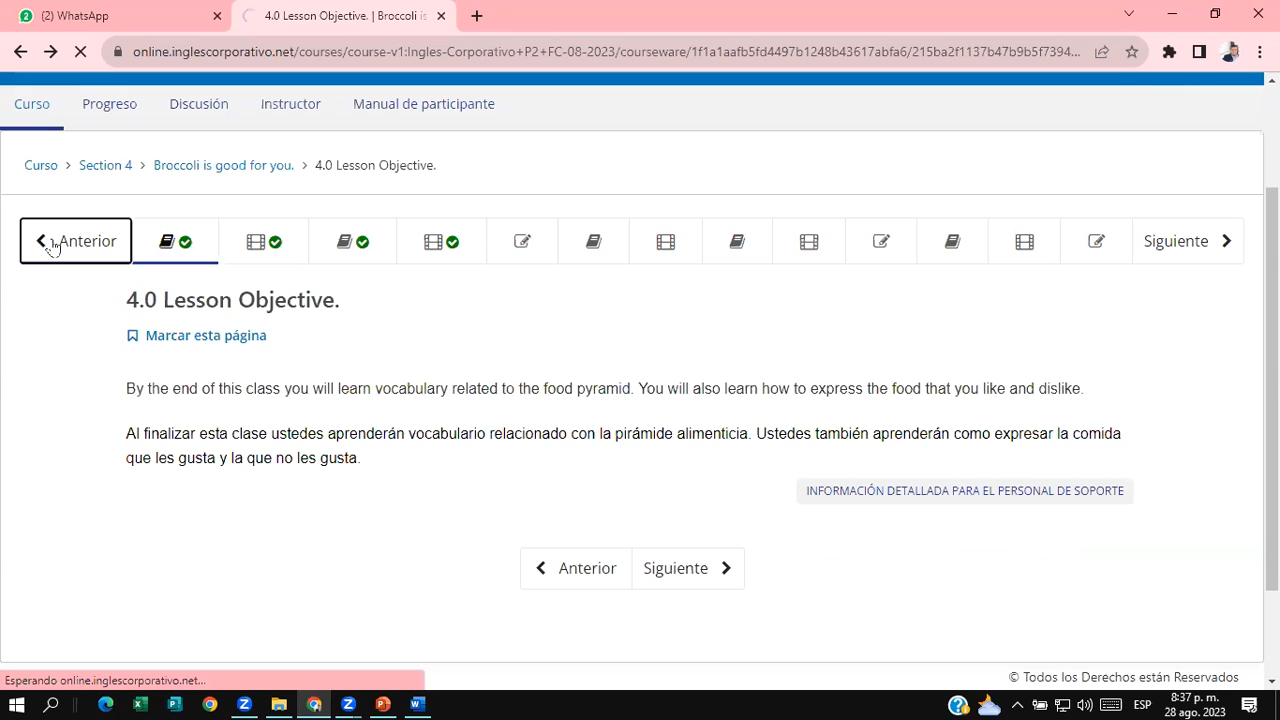 (2) WhatsApp
4.0 Lesson Objective. | Broccoli is
online.inglescorporativo.net/courses/course-v1:Ingles-Corporativo+P2+FC-08-2023/courseware/1f1a1aafb5fd4497b1248b43617abfa6/215ba2f1137b47b9b5f7394...
Curso
Progreso
Discusión
Instructor
Manual de participante
Curso > Section 4 > Broccoli is good for you. > 4.0 Lesson Objective.
Anterior
Siguiente
4.0 Lesson Objective.
Marcar esta página
By the end of this class you will learn vocabulary related to the food pyramid. You will also learn how to express the food that you like and dislike.
Al finalizar esta clase ustedes aprenderán vocabulario relacionado con la pirámide alimenticia. Ustedes también aprenderán como expresar la comida
que les gusta y la que no les gusta.
INFORMACIÓN DETALLADA PARA EL PERSONAL DE SOPORTE
Anterior
Siguiente
© Todos los Derechos están Reservados
Esperando online.inglescorporativo.net...
ESP
8:37 p. m.
28 ago. 2023